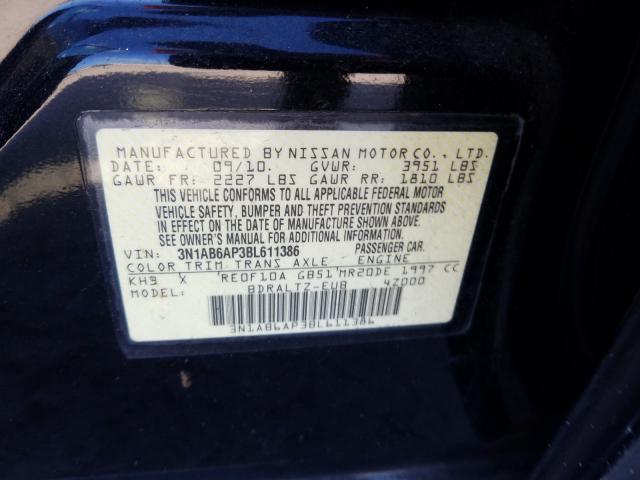 MANUFACTURED BY NISSAN MOTOR CO., LTD.
DATE: 09/10. GVWR: 3951 LBS
GAWR FR: 2227 LBS GAWR RR: 1810 LBS
THIS VEHICLE CONFORMS TO ALL APPLICABLE FEDERAL MOTOR
VEHICLE SAFETY, BUMPER AND THEFT PREVENTION STANDARDS
IN EFFECT ON THE DATE OF MANUFACTURE SHOWN ABOVE.
SEE OWNER'S MANUAL FOR ADDITIONAL INFORMATION.
VIN: 3N1AB6AP3BL611386 PASSENGER CAR.
COLOR TRIM TRANS AXLE ENGINE
KH3 X RE0F10A GB51 MR20DE 1997 CC
MODEL: BDRALTZ-EUB 4Z000
3N1AB6AP3BL611386